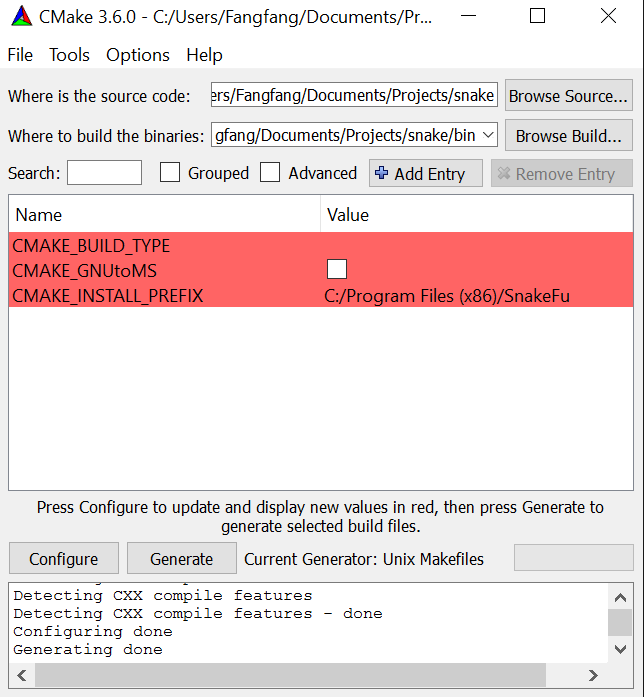 CMake 3.6.0 - C:/Users/Fangfang/Documents/Pr...
File Tools Options Help
Where is the source code: ers/Fangfang/Documents/Projects/snake Browse Source...
Where to build the binaries: gfang/Documents/Projects/snake/bin Browse Build...
Search: Grouped Advanced Add Entry Remove Entry
Name Value
CMAKE_BUILD_TYPE
CMAKE_GNUtoMS
CMAKE_INSTALL_PREFIX C:/Program Files (x86)/SnakeFu
Press Configure to update and display new values in red, then press Generate to
generate selected build files.
Configure Generate Current Generator: Unix Makefiles
Detecting CXX compile features
Detecting CXX compile features - done
Configuring done
Generating done